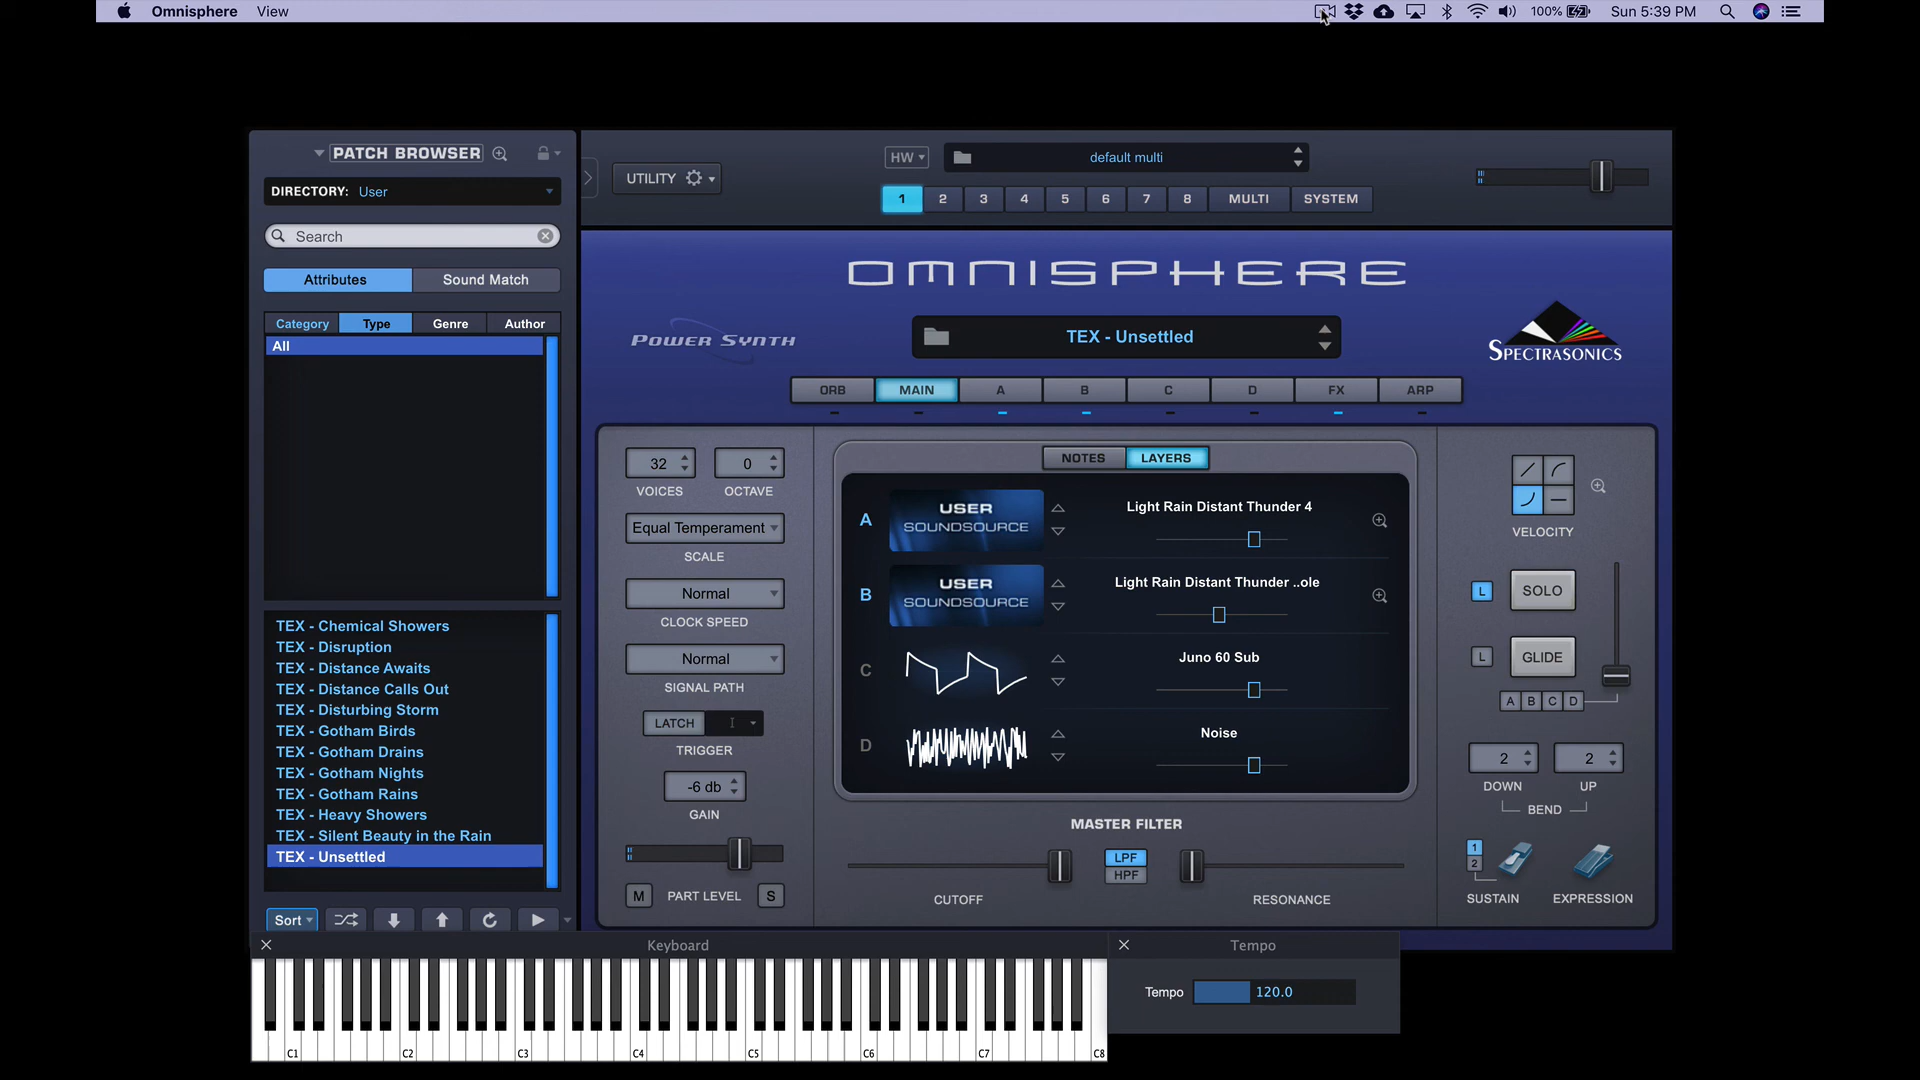 Omnisphere View
100% Sun 5:39 PM
PATCH BROWSER
DIRECTORY: User
Search
Attributes Sound Match
Category Type Genre Author
All
TEX - Chemical Showers
TEX - Disruption
TEX - Distance Awaits
TEX - Distance Calls Out
TEX - Disturbing Storm
TEX - Gotham Birds
TEX - Gotham Drains
TEX - Gotham Nights
TEX - Gotham Rains
TEX - Heavy Showers
TEX - Silent Beauty in the Rain
TEX - Unsettled
Sort
UTILITY
HW default multi
1 2 3 4 5 6 7 8 MULTI SYSTEM
OMNISPHERE
POWER SYNTH
TEX - Unsettled
SPECTRASONICS
ORB MAIN A B C D FX ARP
32 0
VOICES OCTAVE
Equal Temperament
SCALE
Normal
CLOCK SPEED
Normal
SIGNAL PATH
LATCH
TRIGGER
-6 db
GAIN
M PART LEVEL S
NOTES LAYERS
A USER SOUNDSOURCE Light Rain Distant Thunder 4
B USER SOUNDSOURCE Light Rain Distant Thunder ..ole
C Juno 60 Sub
D Noise
MASTER FILTER
LPF
HPF
CUTOFF RESONANCE
VELOCITY
L SOLO
L GLIDE
A B C D
2 2
DOWN UP
BEND
1
2
SUSTAIN EXPRESSION
Keyboard
C1 C2 C3 C4 C5 C6 C7 C8
Tempo
Tempo 120.0